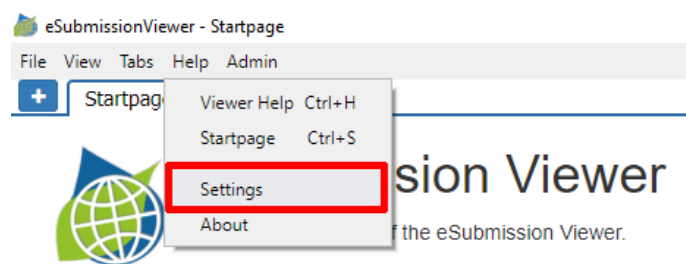 eSubmissionViewer - Startpage
File View Tabs Help Admin
+ Startpag
Viewer Help Ctrl+H
Startpage Ctrl+S
Settings
About
sion Viewer
f the eSubmission Viewer.